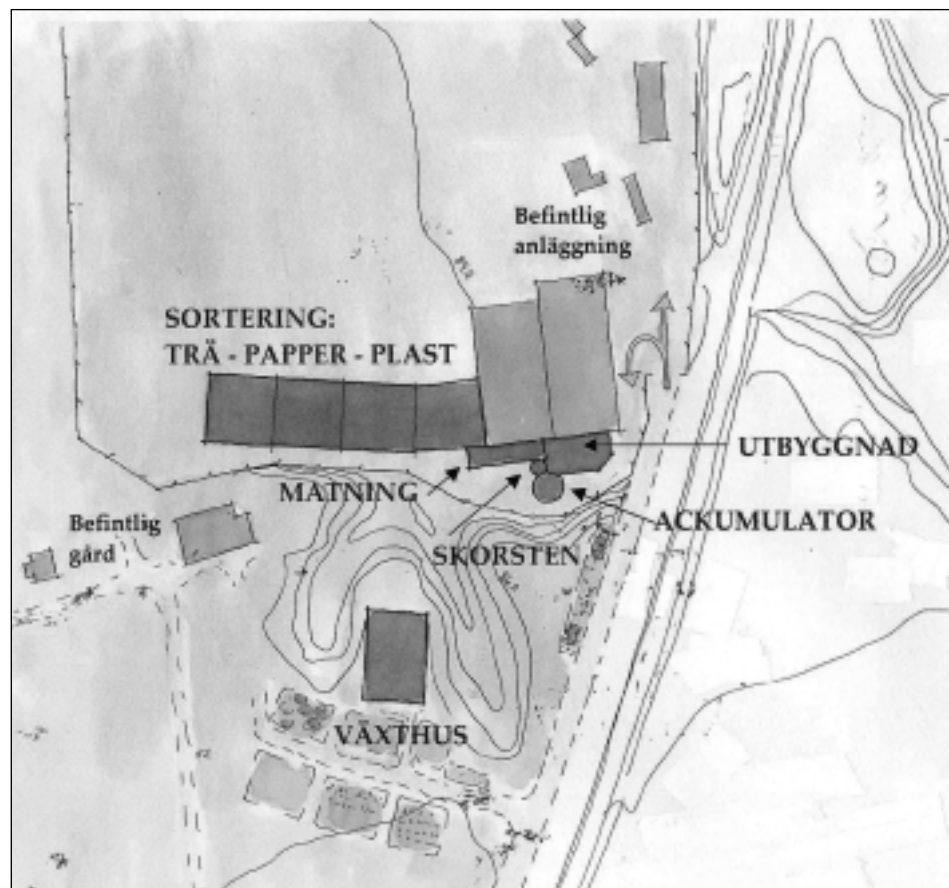 Befintlig
anläggning
SORTERING:
TRÄ - PAPPER - PLAST
UTBYGGNAD
MATNING
ACKUMULATOR
Befintlig
gård
SKORSTEN
VÄXTHUS